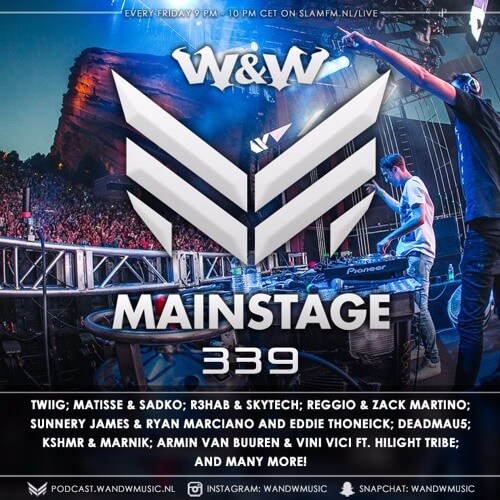 EVERY FRIDAY 9 PM - 10 PM CET ON SLAMFM.NL/LIVE
W&W
Pioneer
MAINSTAGE
339
TWIIG; MATISSE & SADKO; R3HAB & SKYTECH; REGGIO & ZACK MARTINO;
SUNNERY JAMES & RYAN MARCIANO AND EDDIE THONEICK; DEADMAU5;
KSHMR & MARNIK; ARMIN VAN BUUREN & VINI VICI FT. HILIGHT TRIBE;
AND MANY MORE!
PODCAST.WANDWMUSIC.NL INSTAGRAM: WANDWMUSIC SNAPCHAT: WANDWMUSIC